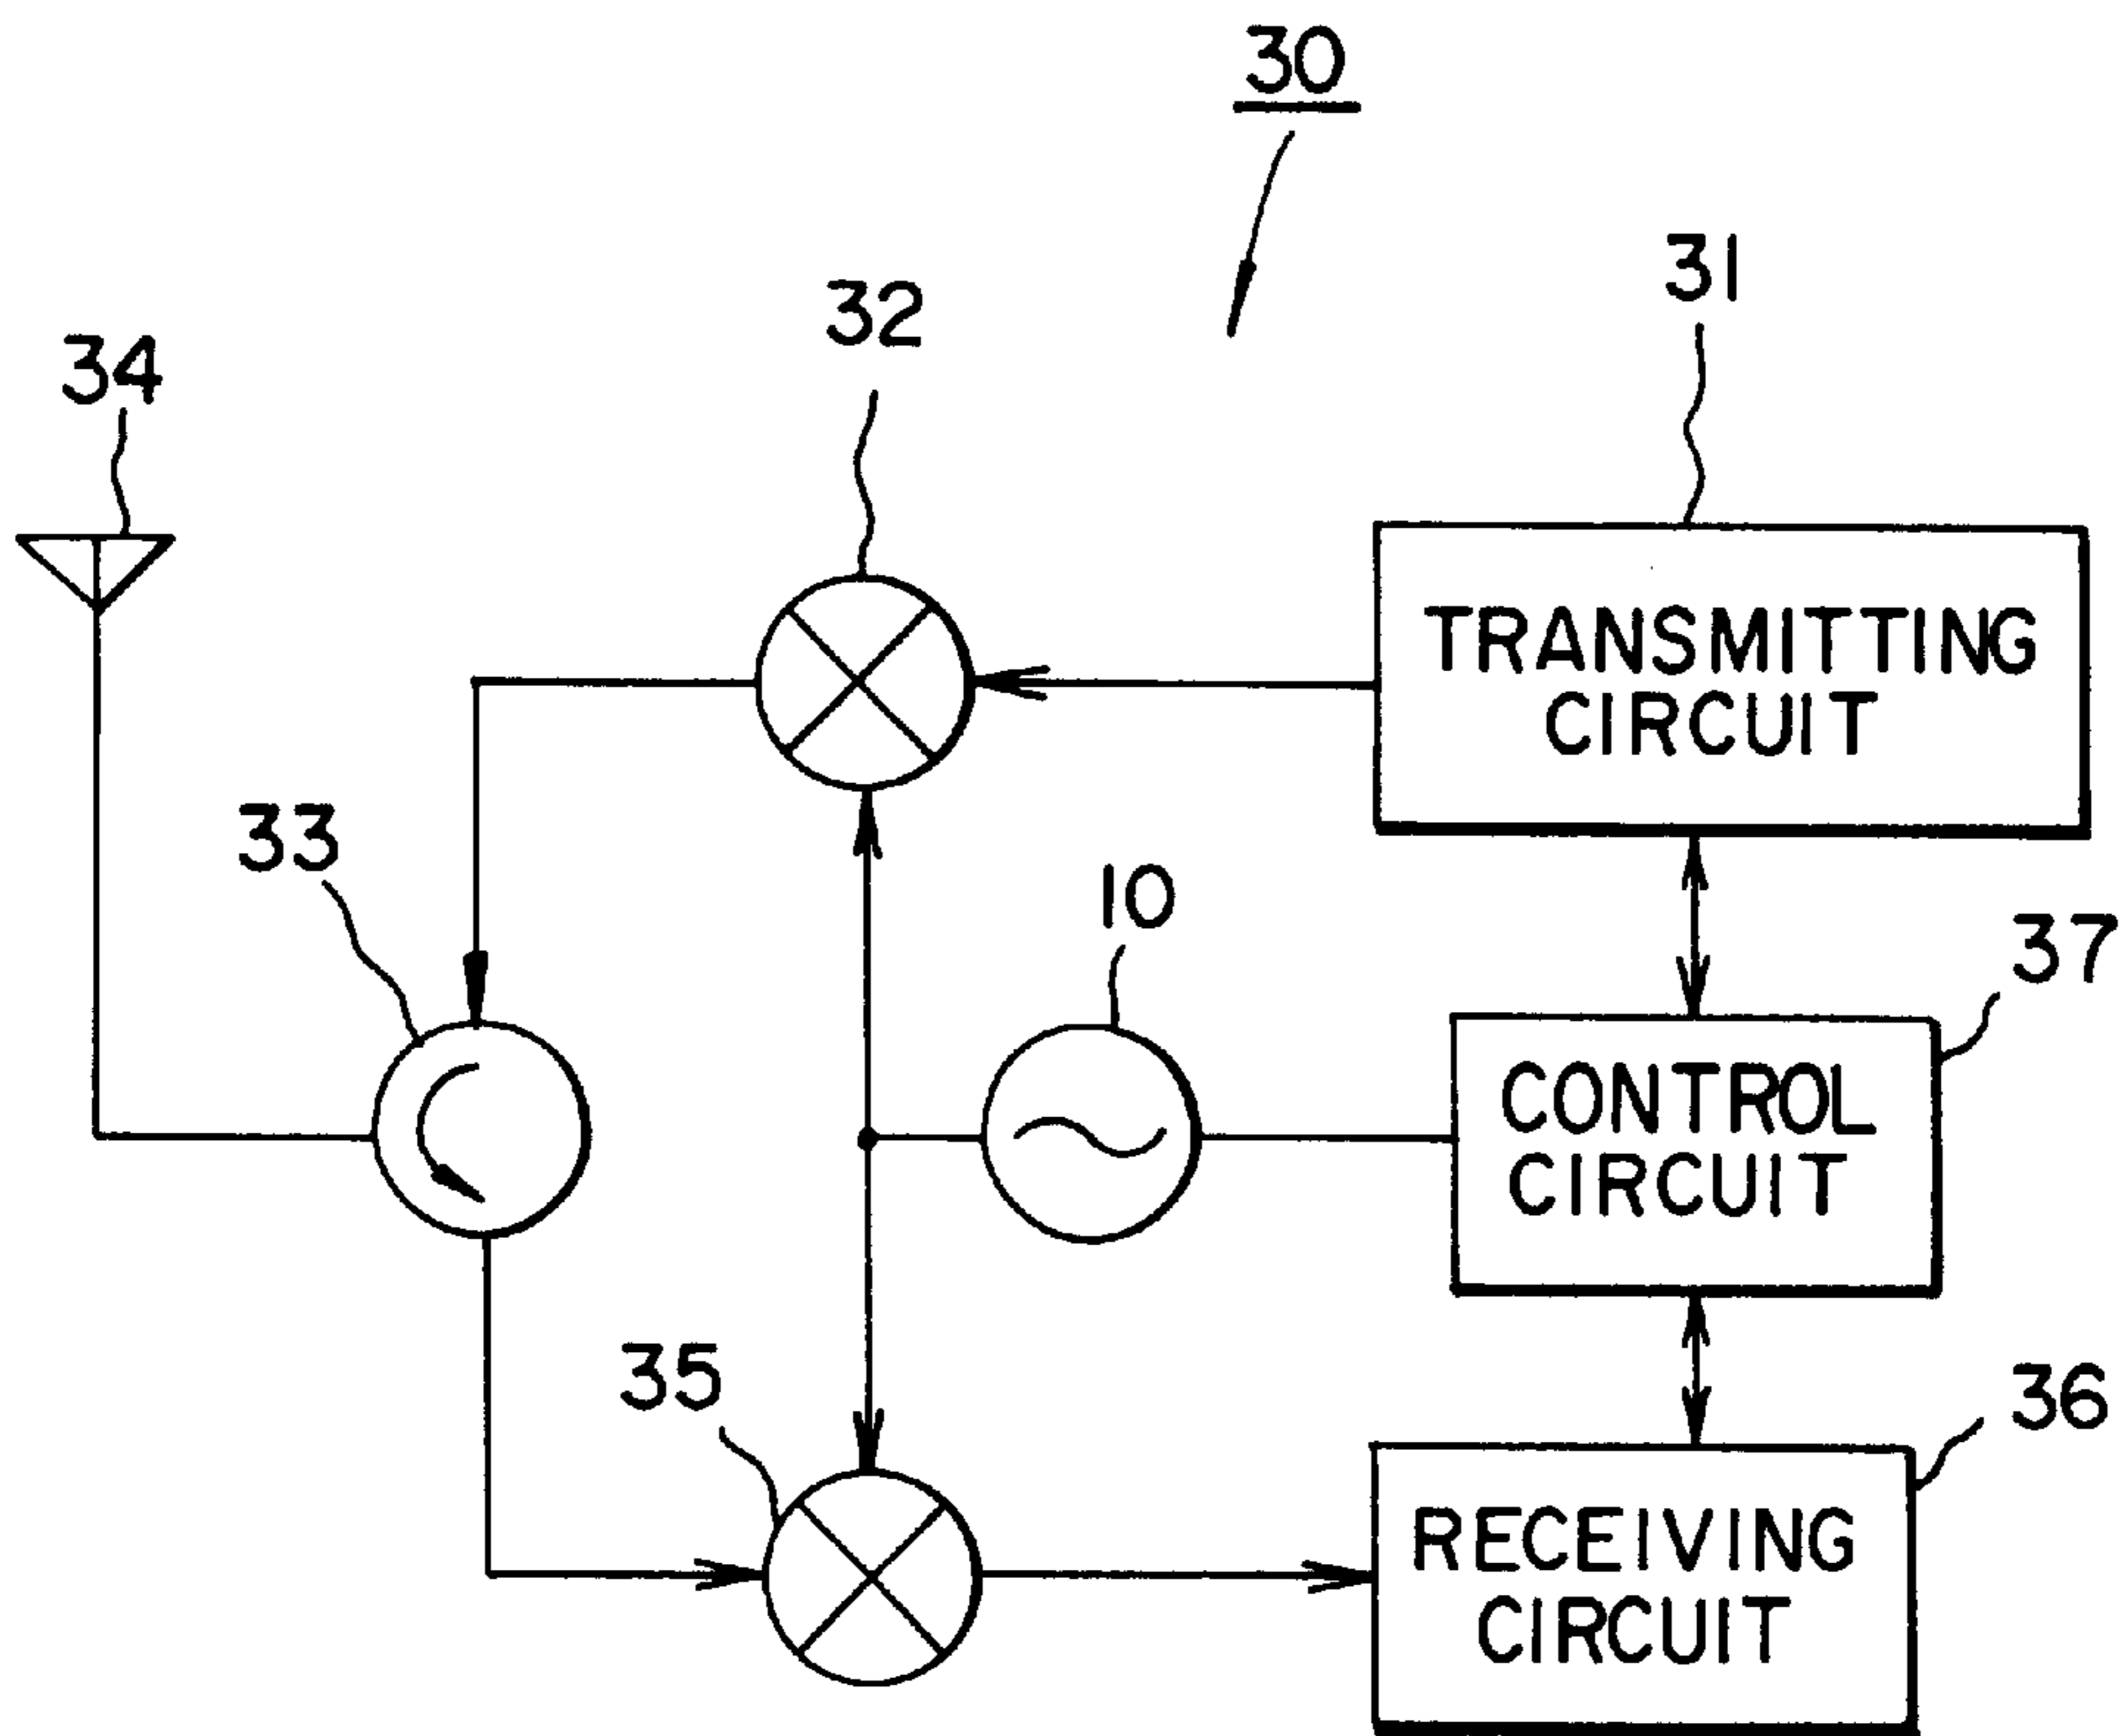 30
31
32
34
TRANSMITTING
CIRCUIT
33
10
37
CONTROL
CIRCUIT
35
36
RECEIVING
CIRCUIT